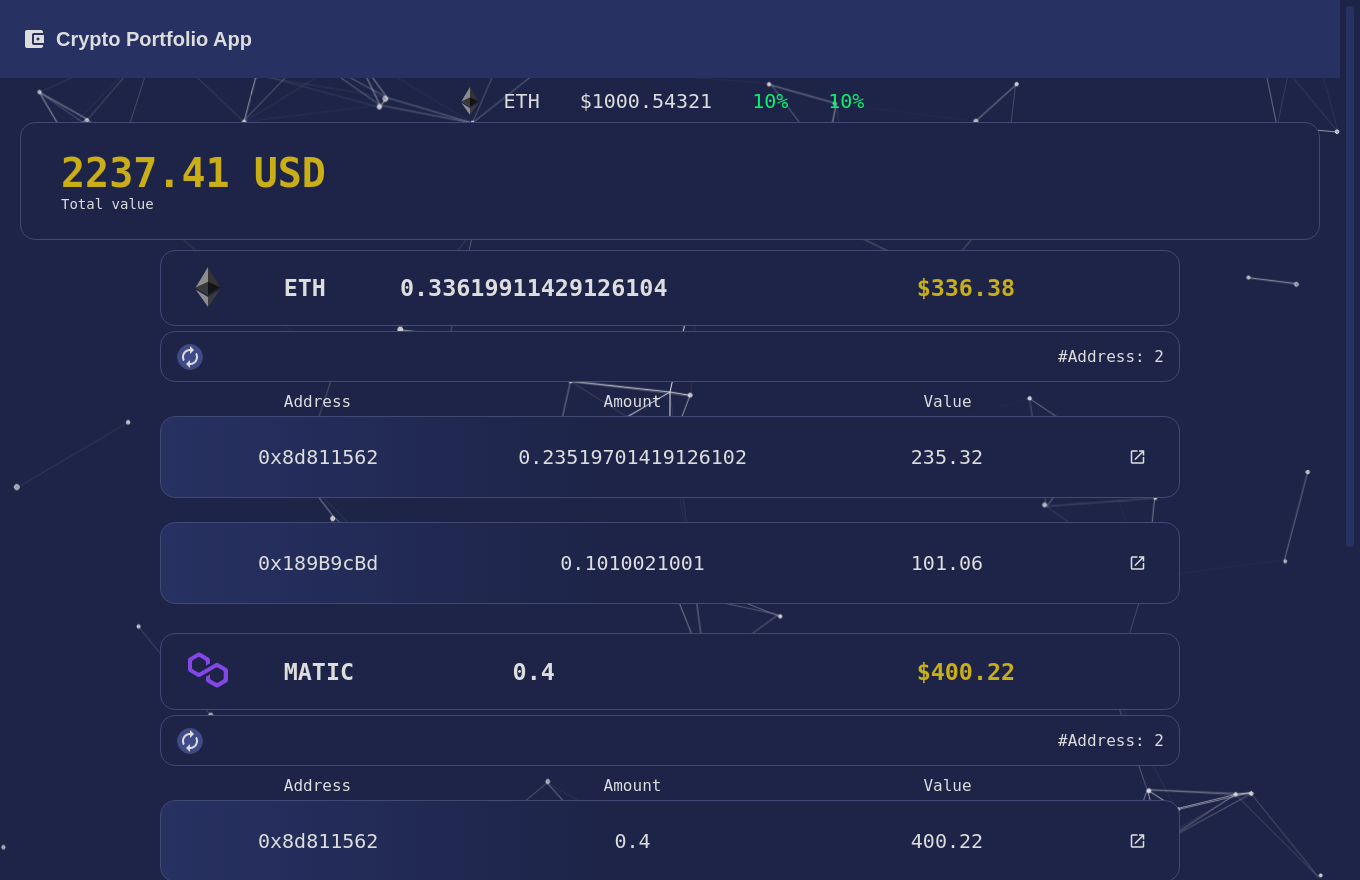 Crypto Portfolio App
ETH $1000.54321 10% 10%
2237.41 USD
Total value
ETH 0.33619911429126104 $336.38
#Address: 2
Address Amount Value
0x8d811562 0.23519701419126102 235.32
0x189B9cBd 0.1010021001 101.06
MATIC 0.4 $400.22
#Address: 2
Address Amount Value
0x8d811562 0.4 400.22